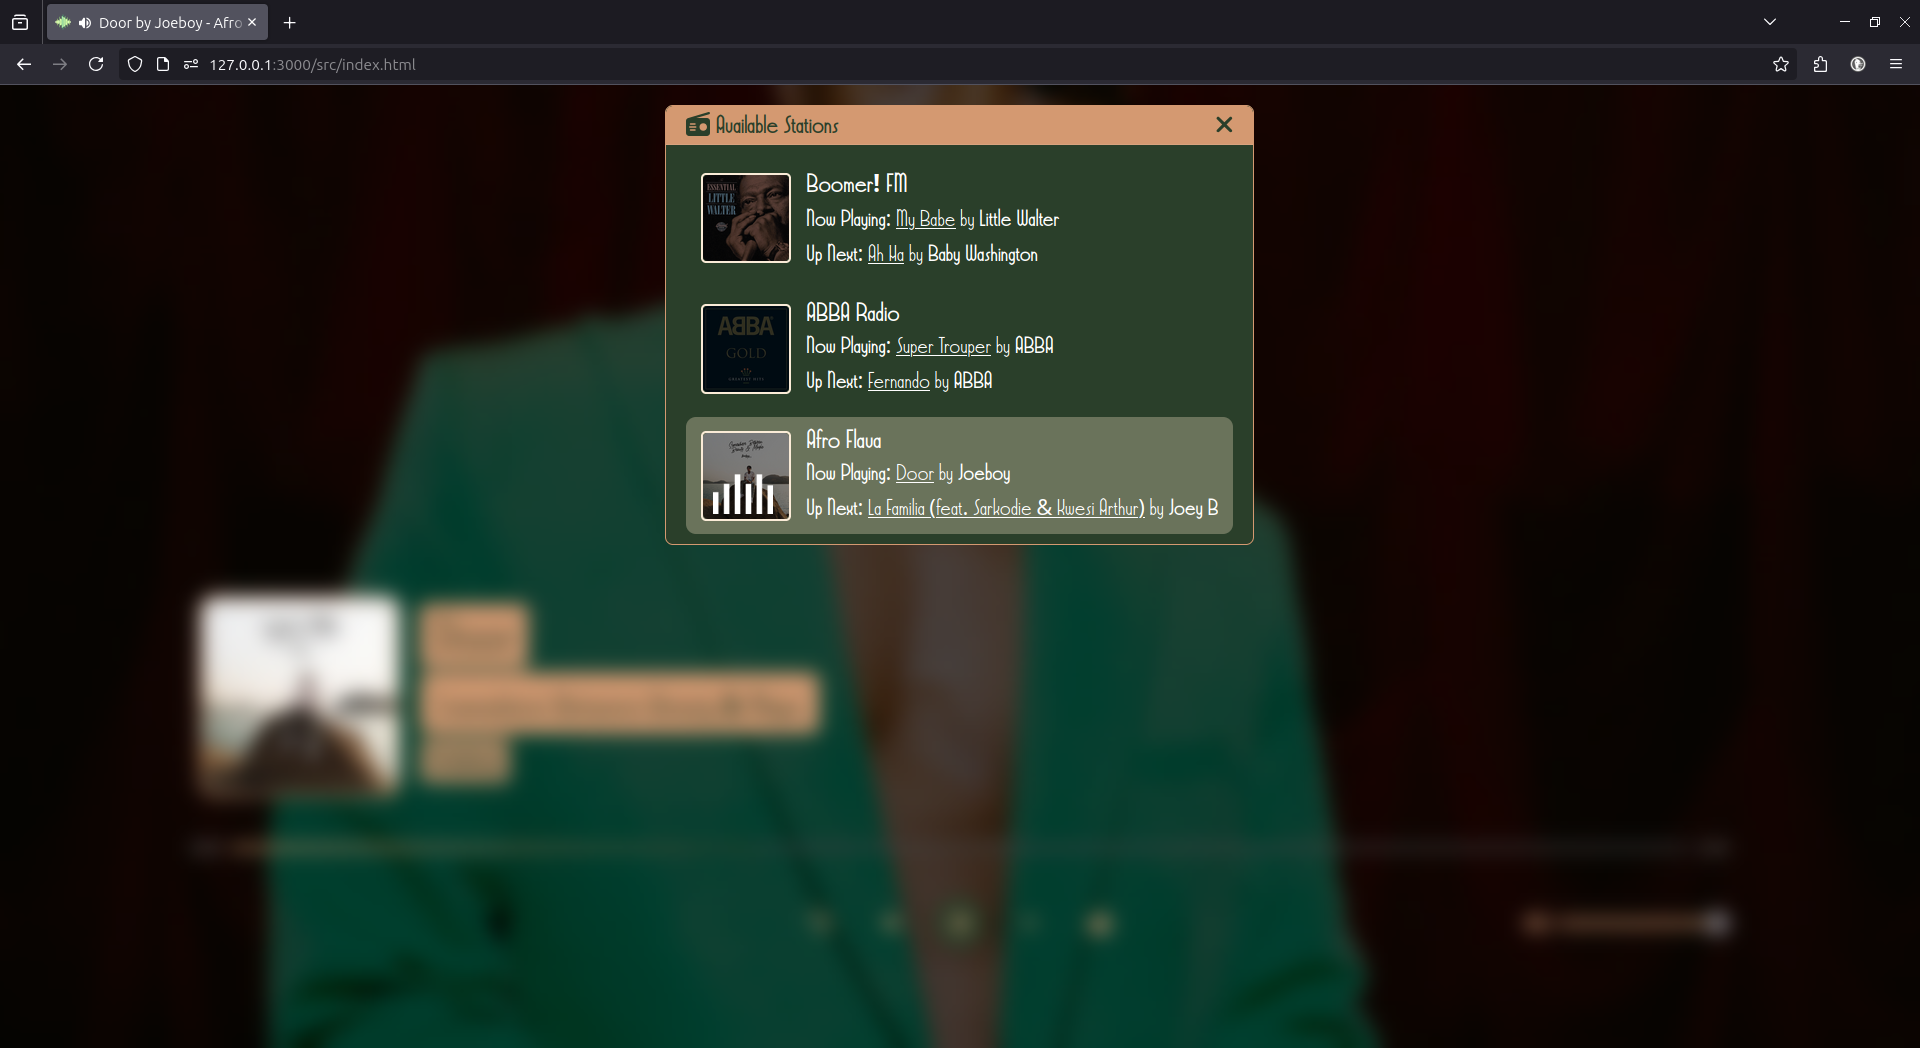 Door by Joeboy - Afro
127.0.0.1:3000/src/index.html
Available Stations
ESSENTIAL
LITTLE
WALTER
Boomer! FM
Now Playing: My Babe by Little Walter
Up Next: Ah Ha by Baby Washington
ABBA
GOLD
GREATEST HITS
ABBA Radio
Now Playing: Super Trouper by ABBA
Up Next: Fernando by ABBA
Afro Flava
Now Playing: Door by Joeboy
Up Next: La Familia (feat. Sarkodie & Kwesi Arthur) by Joey B